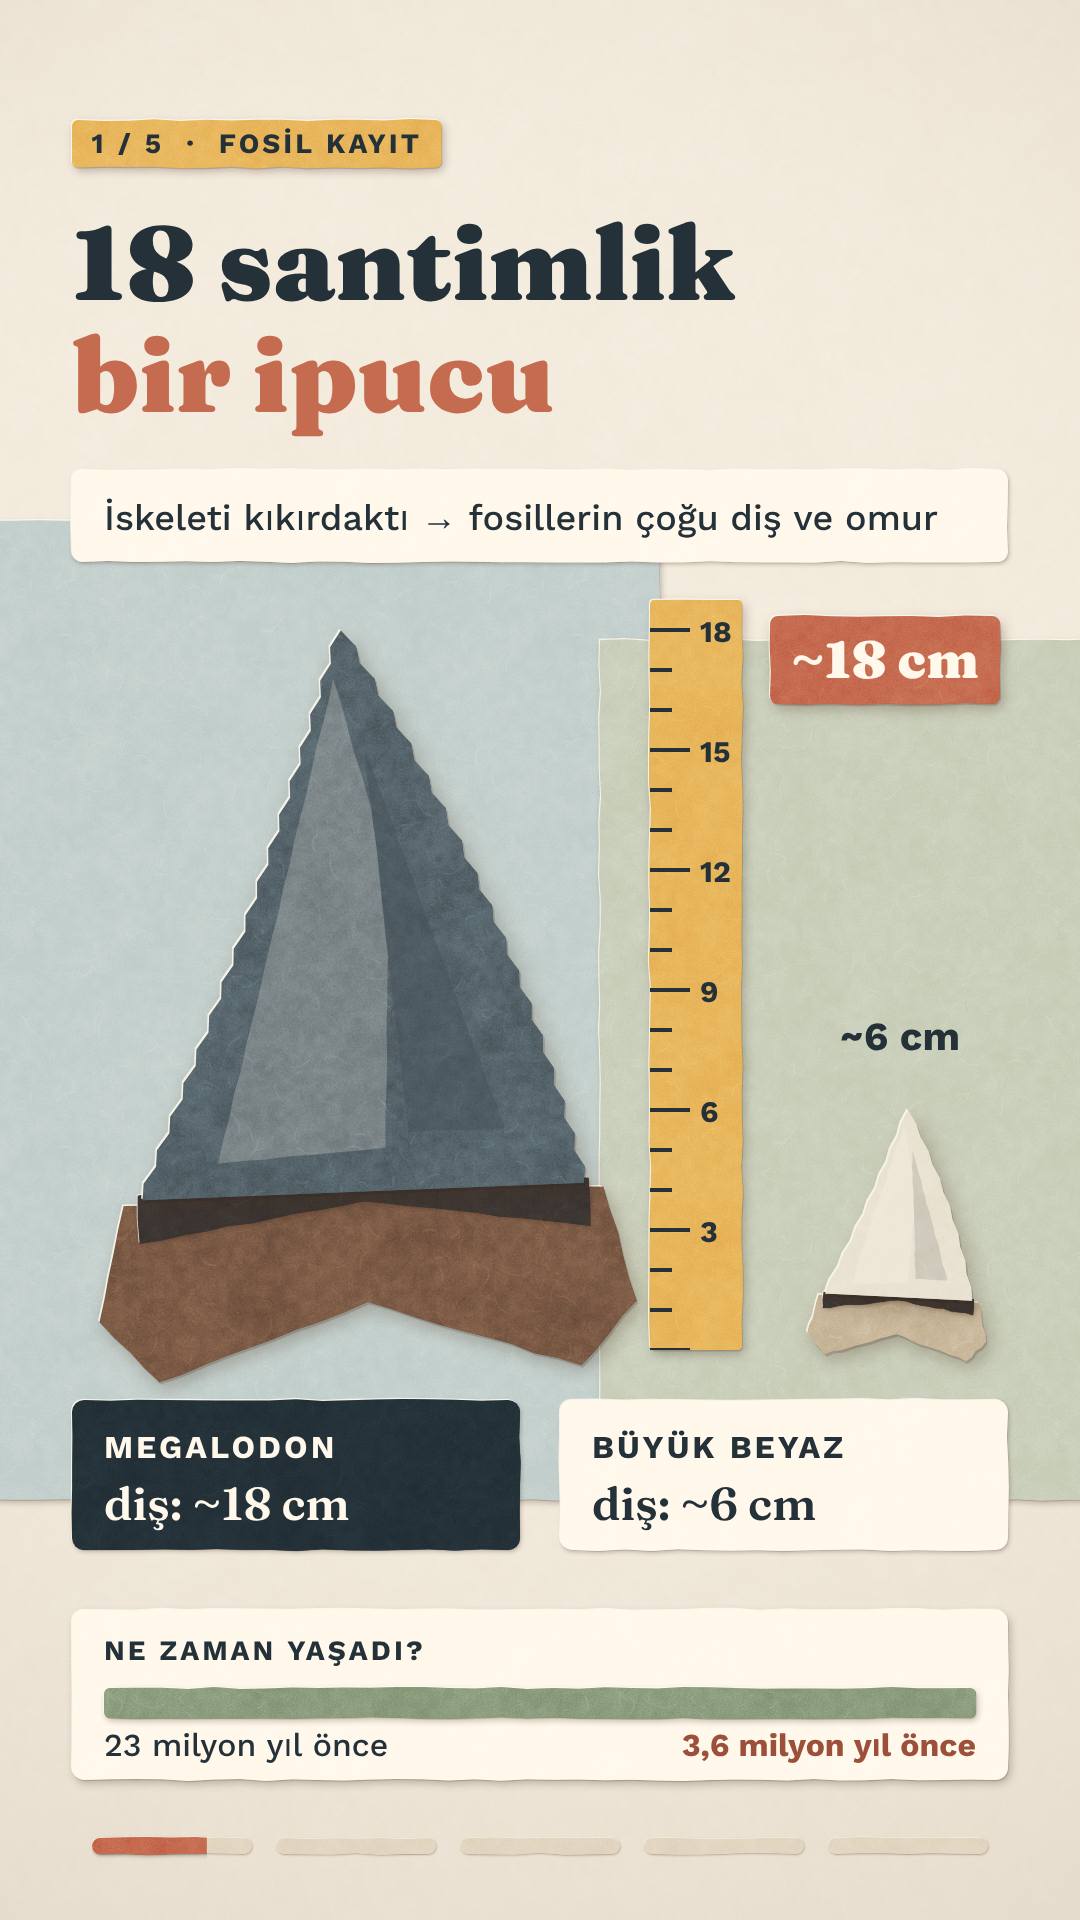 1 / 5 · FOSİL KAYIT
18 santimlik
bir ipucu
İskeleti kıkırdaktı → fosillerin çoğu diş ve omur
18
15
12
9
6
3
~18 cm
~6 cm
MEGALODON
diş: ~18 cm
BÜYÜK BEYAZ
diş: ~6 cm
NE ZAMAN YAŞADI?
23 milyon yıl önce
3,6 milyon yıl önce